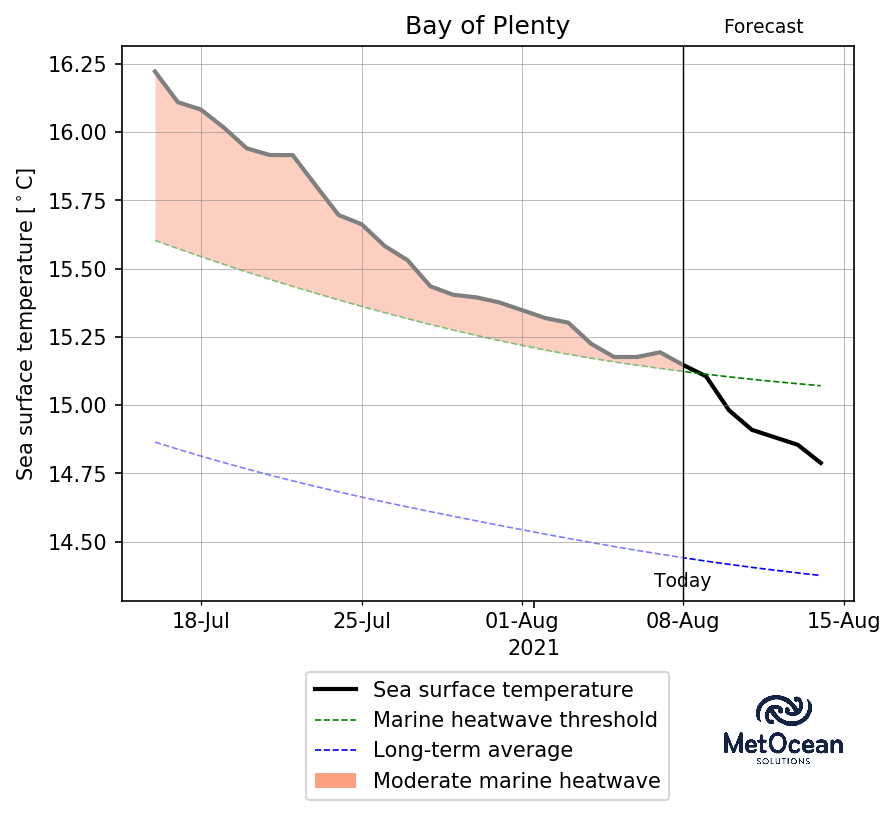 Bay of Plenty
Forecast
Sea surface temperature [°C]
16.25
16.00
15.75
15.50
15.25
15.00
14.75
14.50
Today
18-Jul 25-Jul 01-Aug 08-Aug 15-Aug
2021
Sea surface temperature
Marine heatwave threshold
Long-term average
Moderate marine heatwave
MetOcean
SOLUTIONS